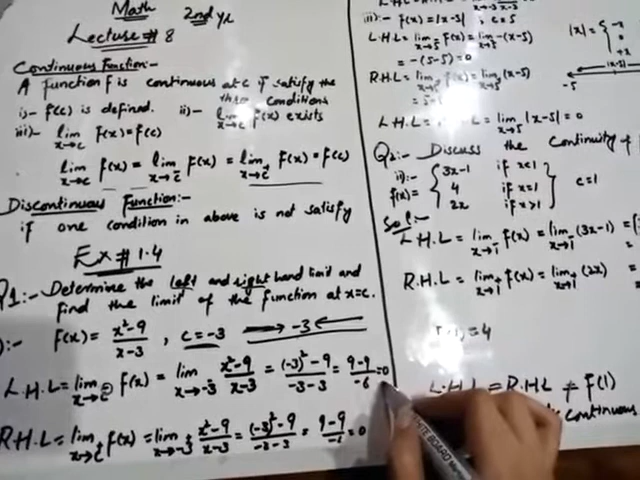 Math 2nd yr
Lecture # 8
Continuous Function:-
A function f is continuous at c if satisfy the
three conditions
i:- f(c) is defined. ii:- lim x→c f(x) exists
iii:- lim x→c f(x) = f(c)
lim x→c f(x) = lim x→c⁻ f(x) = lim x→c⁺ f(x) = f(c)
Discontinuous Function:-
if one condition in above is not satisfy
Ex # 1.4
Q1:- Determine the left and right hand limit and
find the limit of the function at x=c.
f(x) = x²-9/x-3 , c = -3 → -3 ←
L.H.L = lim x→c⁻ f(x) = lim x→-3⁻ x²-9/x-3 = (-3)²-9/-3-3 = 9-9/-6 = 0
R.H.L = lim x→c⁺ f(x) = lim x→-3⁺ x²-9/x-3 = (-3)²-9/-3-3 = 9-9/-6 = 0
ii:- f(x) = |x-5| ; c = 5
L.H.L = lim x→5⁻ f(x) = lim x→5⁻ -(x-5)
= -(5-5) = 0
R.H.L = lim x→5⁺ f(x) = lim x→5⁺ (x-5)
|x| = { -x 0 +x
|x-5|
-5
L.H.L = lim x→5 |x-5| = 0
Q2:- Discuss the Continuity
ii):- f(x) = { 3x-1 if x<1
4 if x=1
2x if x>1 } c=1
Sol:-
L.H.L = lim x→1⁻ f(x) = lim x→1⁻ (3x-1) =
R.H.L = lim x→1⁺ f(x) = lim x→1⁺ (2x) =
= 4
L.H.L = R.H.L ≠ f(1)
continuous